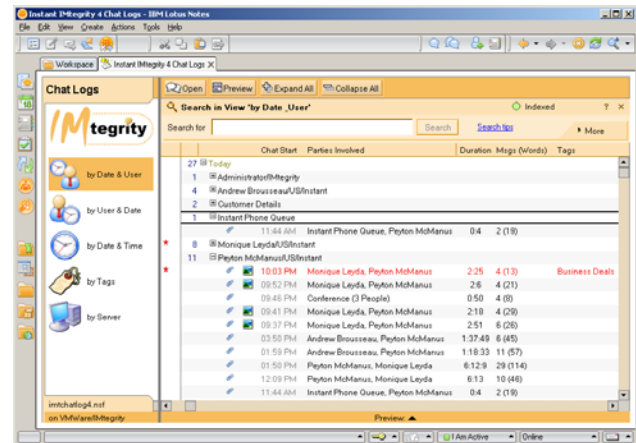 Instant IMtegrity 4 Chat Logs - IBM Lotus Notes
File Edit View Create Actions Tools Help
Workspace Instant IMtegrity 4 Chat Logs X
Chat Logs
Open Preview Expand All Collapse All
Search in View 'by Date _User' Indexed ? X
IMtegrity
Search for Search Search tips More
Chat Start Parties Involved Duration Msgs (Words) Tags
27 Today
1 Administrator/IMtegrity
by Date & User
4 Andrew Brousseau/US/Instant
2 Customer Details
by User & Date
1 Instant Phone Queue
11:44 AM Instant Phone Queue, Peyton McManus 0:4 2 (19)
by Date & Time
8 Monique Leyda/US/Instant
11 Peyton McManus/US/Instant
10:03 PM Monique Leyda, Peyton McManus 2:25 4 (13) Business Deals
by Tags
09:52 PM Monique Leyda, Peyton McManus 2:6 4 (21)
09:46 PM Conference (3 People) 0:50 4 (8)
by Server
09:41 PM Monique Leyda, Peyton McManus 2:18 4 (29)
09:37 PM Monique Leyda, Peyton McManus 2:51 6 (26)
03:50 PM Andrew Brousseau, Peyton McManus 1:37:49 6 (45)
01:59 PM Andrew Brousseau, Peyton McManus 1:18:33 11 (57)
01:50 PM Peyton McManus, Monique Leyda 6:12:9 29 (114)
12:09 PM Peyton McManus, Monique Leyda 6:13 10 (46)
11:44 AM Instant Phone Queue, Peyton McManus 0:4 2 (19)
imtchatlog4.nsf
on VMWare/IMtegrity
Preview:
I Am Active Online